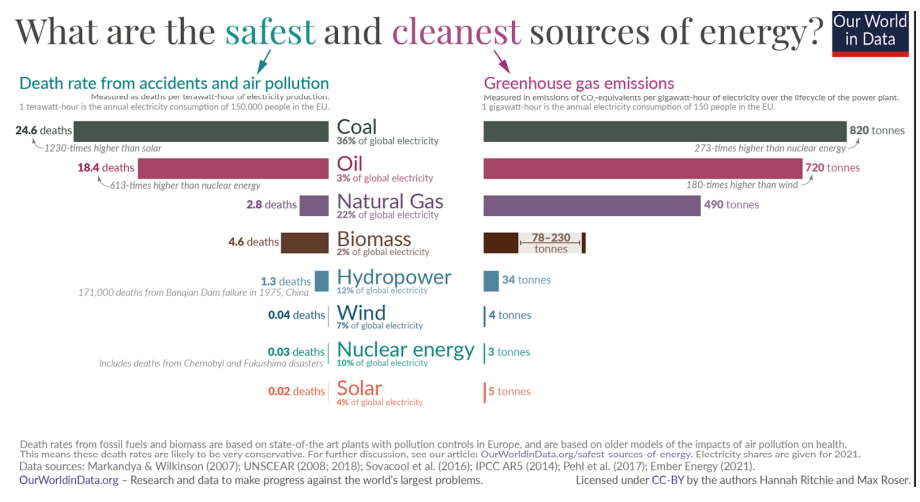 What are the safest and cleanest sources of energy?
Our World
in Data
Death rate from accidents and air pollution
Measured as deaths per terawatt-hour of electricity production.
1 terawatt-hour is the annual electricity consumption of 150,000 people in the EU.
Greenhouse gas emissions
Measured in emissions of CO₂-equivalents per gigawatt-hour of electricity over the lifecycle of the power plant.
1 gigawatt-hour is the annual electricity consumption of 150 people in the EU.
24.6 deaths
1230-times higher than solar
Coal
36% of global electricity
820 tonnes
273-times higher than nuclear energy
18.4 deaths
613-times higher than nuclear energy
Oil
3% of global electricity
720 tonnes
180-times higher than wind
2.8 deaths
Natural Gas
22% of global electricity
490 tonnes
4.6 deaths
Biomass
2% of global electricity
78–230
tonnes
1.3 deaths
171,000 deaths from Banqian Dam failure in 1975, China
Hydropower
12% of global electricity
34 tonnes
0.04 deaths
Wind
7% of global electricity
4 tonnes
0.03 deaths
Includes deaths from Chernobyl and Fukushima disasters
Nuclear energy
10% of global electricity
3 tonnes
0.02 deaths
Solar
4% of global electricity
5 tonnes
Death rates from fossil fuels and biomass are based on state-of-the art plants with pollution controls in Europe, and are based on older models of the impacts of air pollution on health.
This means these death rates are likely to be very conservative. For further discussion, see our article: OurWorldinData.org/safest-sources-of-energy. Electricity shares are given for 2021.
Data sources: Markandya & Wilkinson (2007); UNSCEAR (2008; 2018); Sovacool et al. (2016); IPCC AR5 (2014); Pehl et al. (2017); Ember Energy (2021).
OurWorldinData.org – Research and data to make progress against the world's largest problems.
Licensed under CC-BY by the authors Hannah Ritchie and Max Roser.